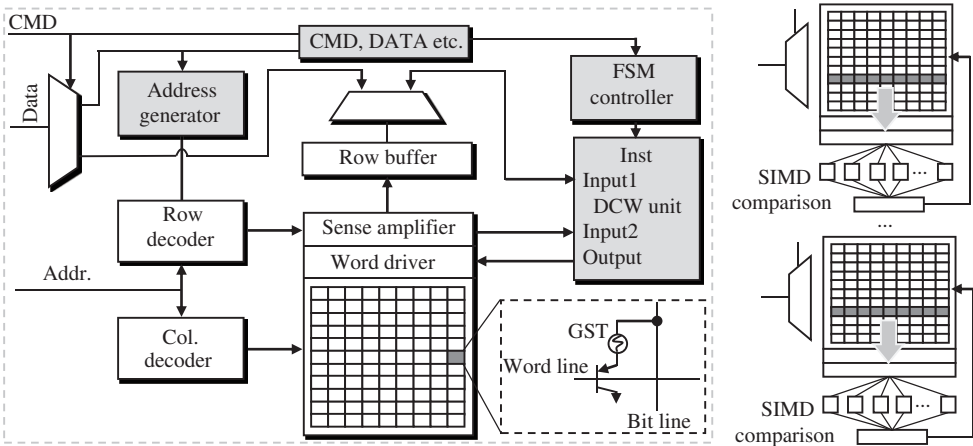 CMD
CMD, DATA etc.
Data
Address
generator
FSM
controller
Row buffer
Inst
Input1
DCW unit
Input2
Output
Row
decoder
Sense amplifier
Word driver
Addr.
Col.
decoder
GST
Word line
Bit line
SIMD
comparison
...
...
SIMD
comparison
...